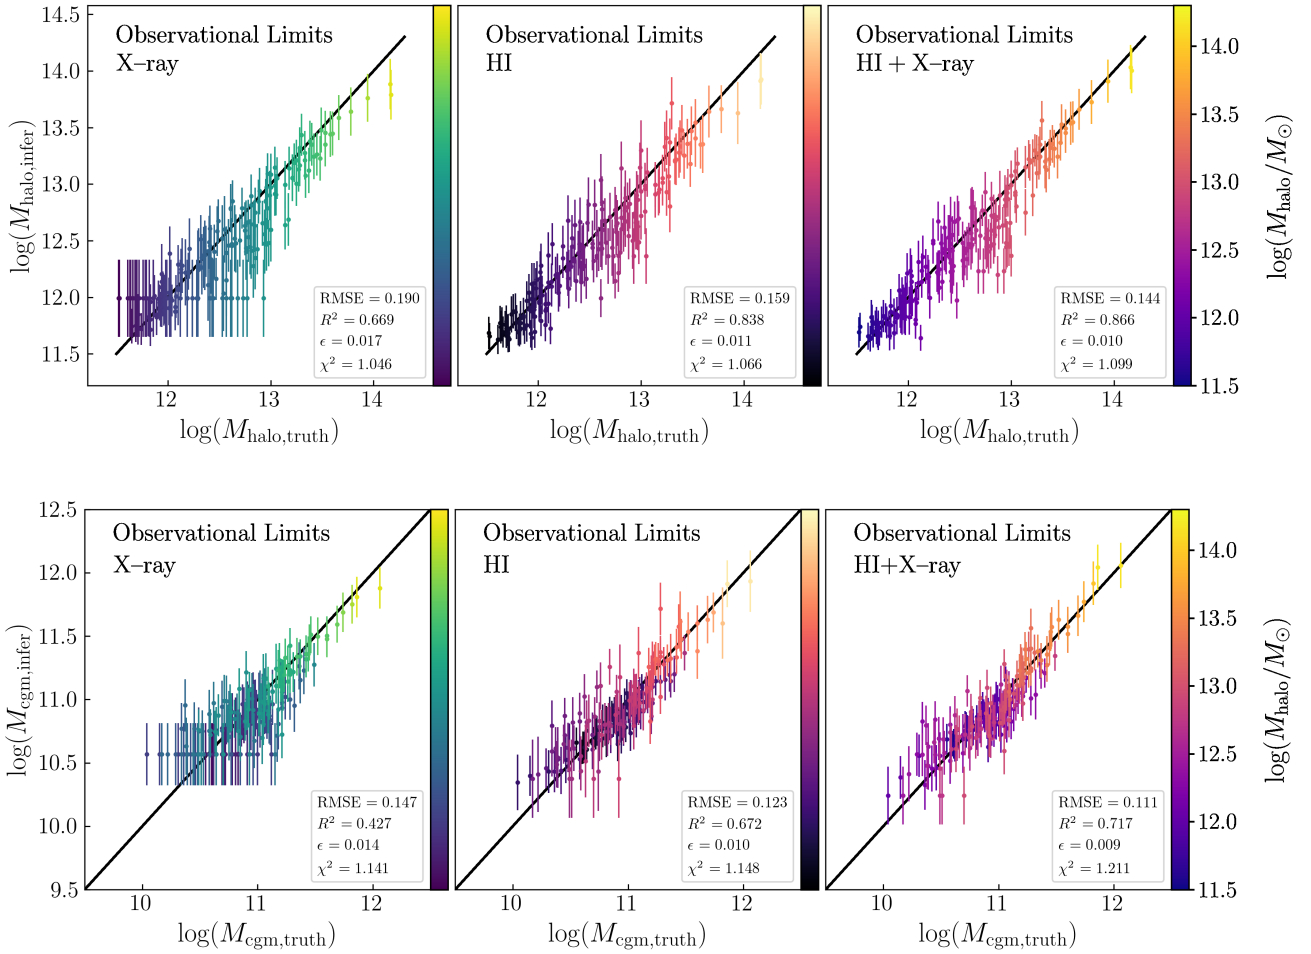 Observational Limits
X–ray
RMSE = 0.190
R² = 0.669
ϵ = 0.017
χ² = 1.046
Observational Limits
HI
RMSE = 0.159
R² = 0.838
ϵ = 0.011
χ² = 1.066
Observational Limits
HI + X–ray
RMSE = 0.144
R² = 0.866
ϵ = 0.010
χ² = 1.099
14.5
14.0
13.5
13.0
12.5
12.0
11.5
log(M_halo,infer)
12 13 14
12 13 14
12 13 14
log(M_halo,truth)
log(M_halo,truth)
log(M_halo,truth)
14.0
13.5
13.0
12.5
12.0
11.5
log(M_halo/M_⊙)
Observational Limits
X–ray
RMSE = 0.147
R² = 0.427
ϵ = 0.014
χ² = 1.141
Observational Limits
HI
RMSE = 0.123
R² = 0.672
ϵ = 0.010
χ² = 1.148
Observational Limits
HI+X–ray
RMSE = 0.111
R² = 0.717
ϵ = 0.009
χ² = 1.211
12.5
12.0
11.5
11.0
10.5
10.0
9.5
log(M_cgm,infer)
10 11 12
10 11 12
10 11 12
log(M_cgm,truth)
log(M_cgm,truth)
log(M_cgm,truth)
14.0
13.5
13.0
12.5
12.0
11.5
log(M_halo/M_⊙)